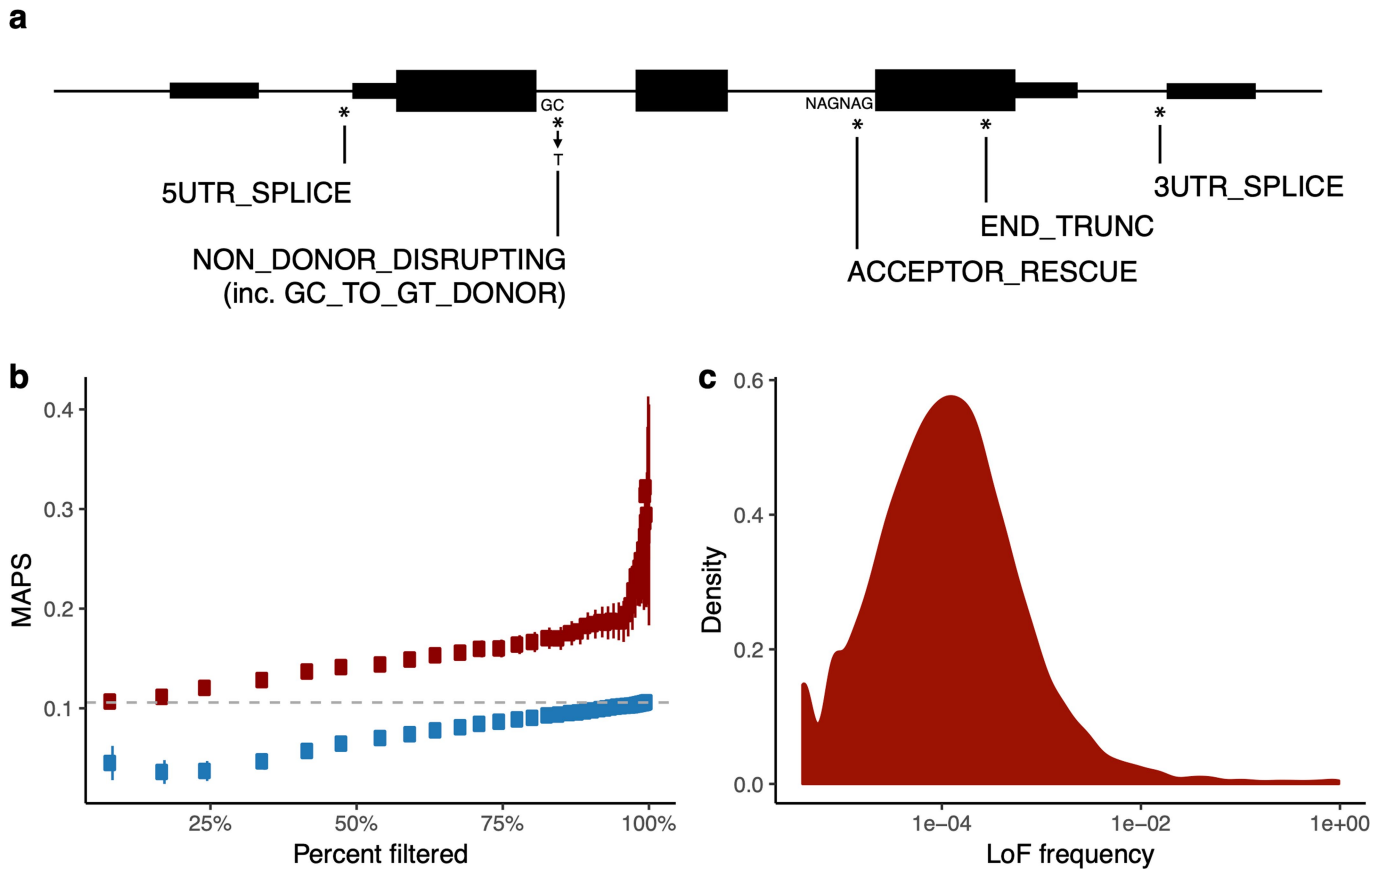 a
GC
NAGNAG
*
*
*
*
*
T
5UTR_SPLICE
3UTR_SPLICE
END_TRUNC
NON_DONOR_DISRUPTING
(inc. GC_TO_GT_DONOR)
ACCEPTOR_RESCUE
b
MAPS
0.4
0.3
0.2
0.1
25%
50%
75%
100%
Percent filtered
c
Density
0.6
0.4
0.2
0.0
1e−04
1e−02
1e+00
LoF frequency